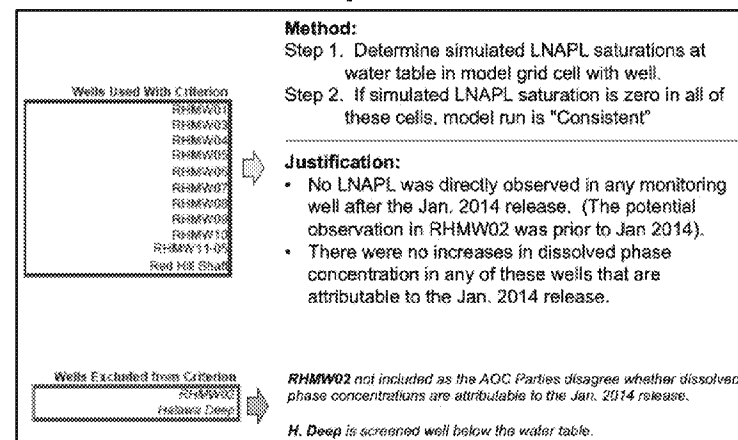 Method:
Step 1. Determine simulated LNAPL saturations at
water table in model grid cell with well.
Step 2. If simulated LNAPL saturation is zero in all of
these cells, model run is "Consistent"
Wells Used With Criterion
RHMW01
RHMW03
RHMW04
RHMW05
RHMW06
RHMW07
RHMW08
RHMW09
RHMW10
RHMW11-05
Red Hill Shaft
Justification:
• No LNAPL was directly observed in any monitoring
well after the Jan. 2014 release. (The potential
observation in RHMW02 was prior to Jan 2014).
• There were no increases in dissolved phase
concentration in any of these wells that are
attributable to the Jan. 2014 release.
Wells Excluded from Criterion
RHMW02
Halawa Deep
RHMW02 not included as the AOC Parties disagree whether dissolved
phase concentrations are attributable to the Jan. 2014 release.
H. Deep is screened well below the water table.